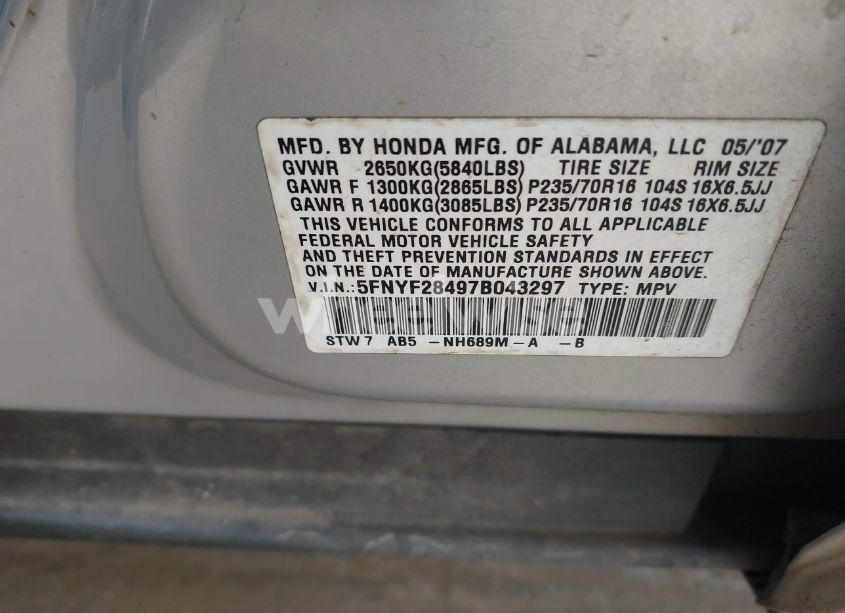 MFD. BY HONDA MFG. OF ALABAMA, LLC 05/'07
GVWR 2650KG(5840LBS) TIRE SIZE RIM SIZE
GAWR F 1300KG(2865LBS) P235/70R16 104S 16X6.5JJ
GAWR R 1400KG(3085LBS) P235/70R16 104S 16X6.5JJ
THIS VEHICLE CONFORMS TO ALL APPLICABLE
FEDERAL MOTOR VEHICLE SAFETY
AND THEFT PREVENTION STANDARDS IN EFFECT
ON THE DATE OF MANUFACTURE SHOWN ABOVE.
V.I.N.:5FNYF28497B043297 TYPE: MPV
STW7 AB5 -NH689M-A -B